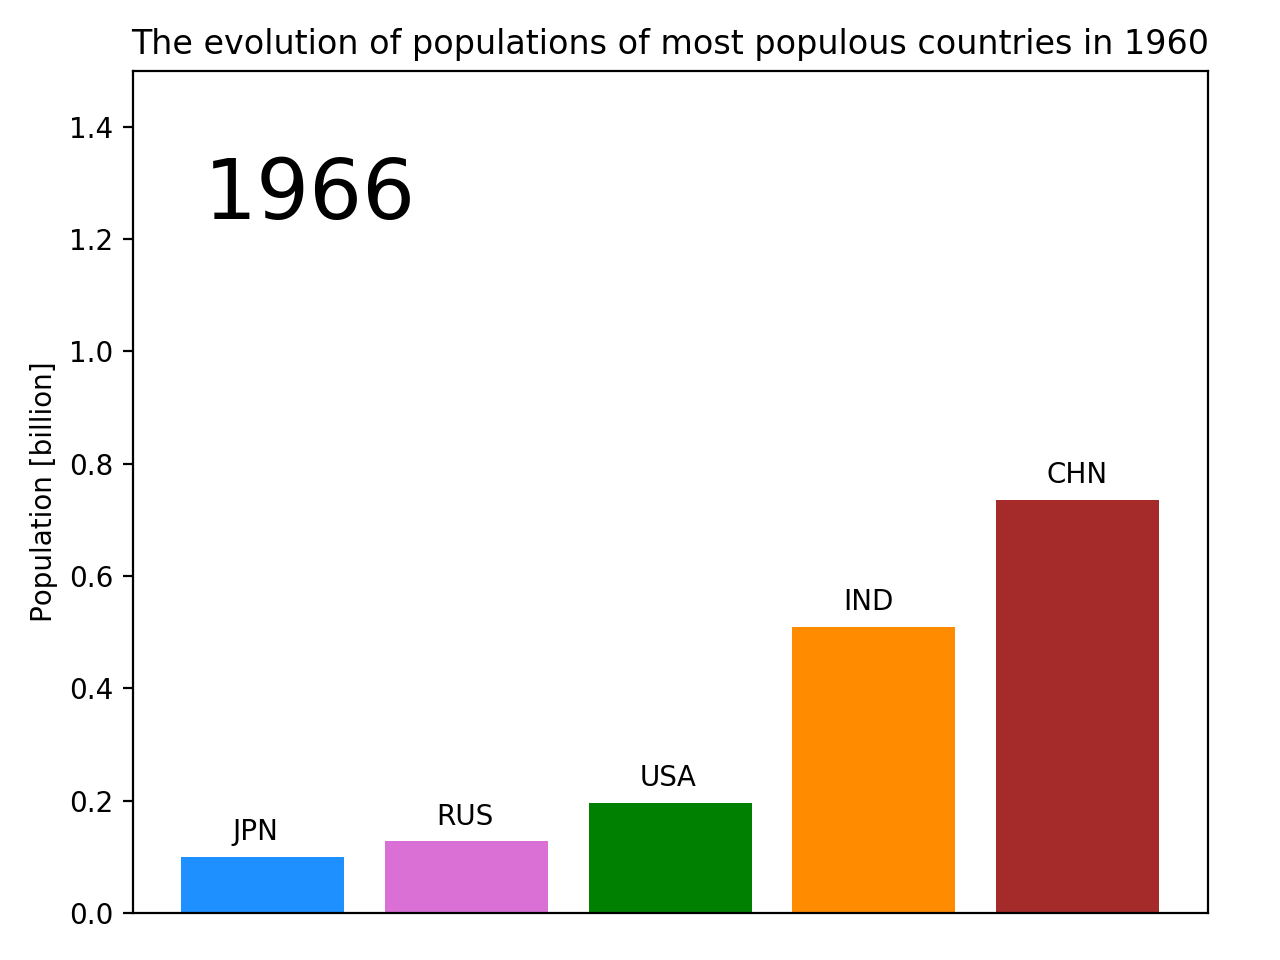 The evolution of populations of most populous countries in 1960
1966
Population [billion]
1.4
1.2
1.0
0.8
0.6
0.4
0.2
0.0
JPN
RUS
USA
IND
CHN